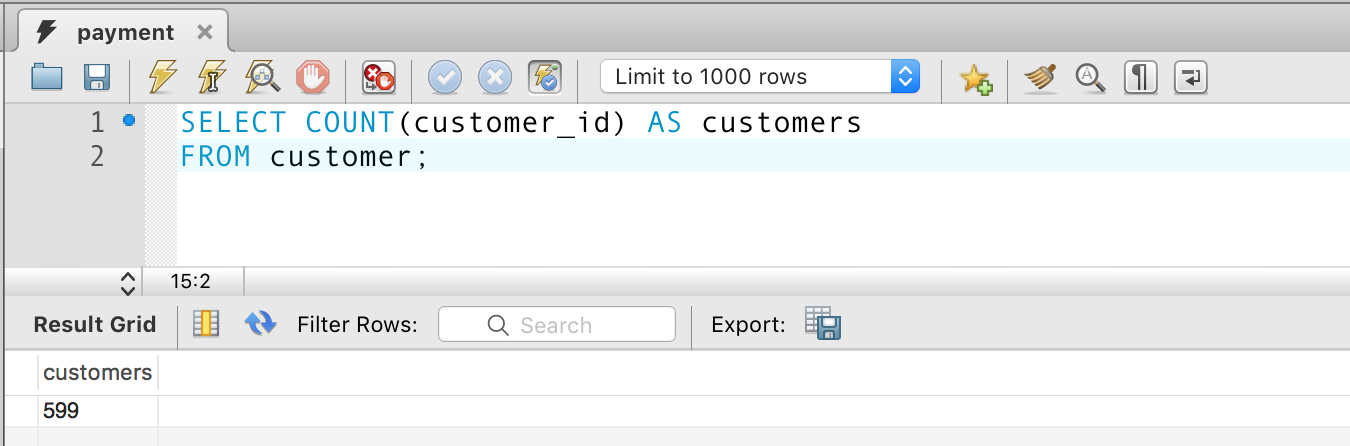 payment
Limit to 1000 rows
1 SELECT COUNT(customer_id) AS customers
2 FROM customer;
15:2
Result Grid Filter Rows: Search Export:
customers
599